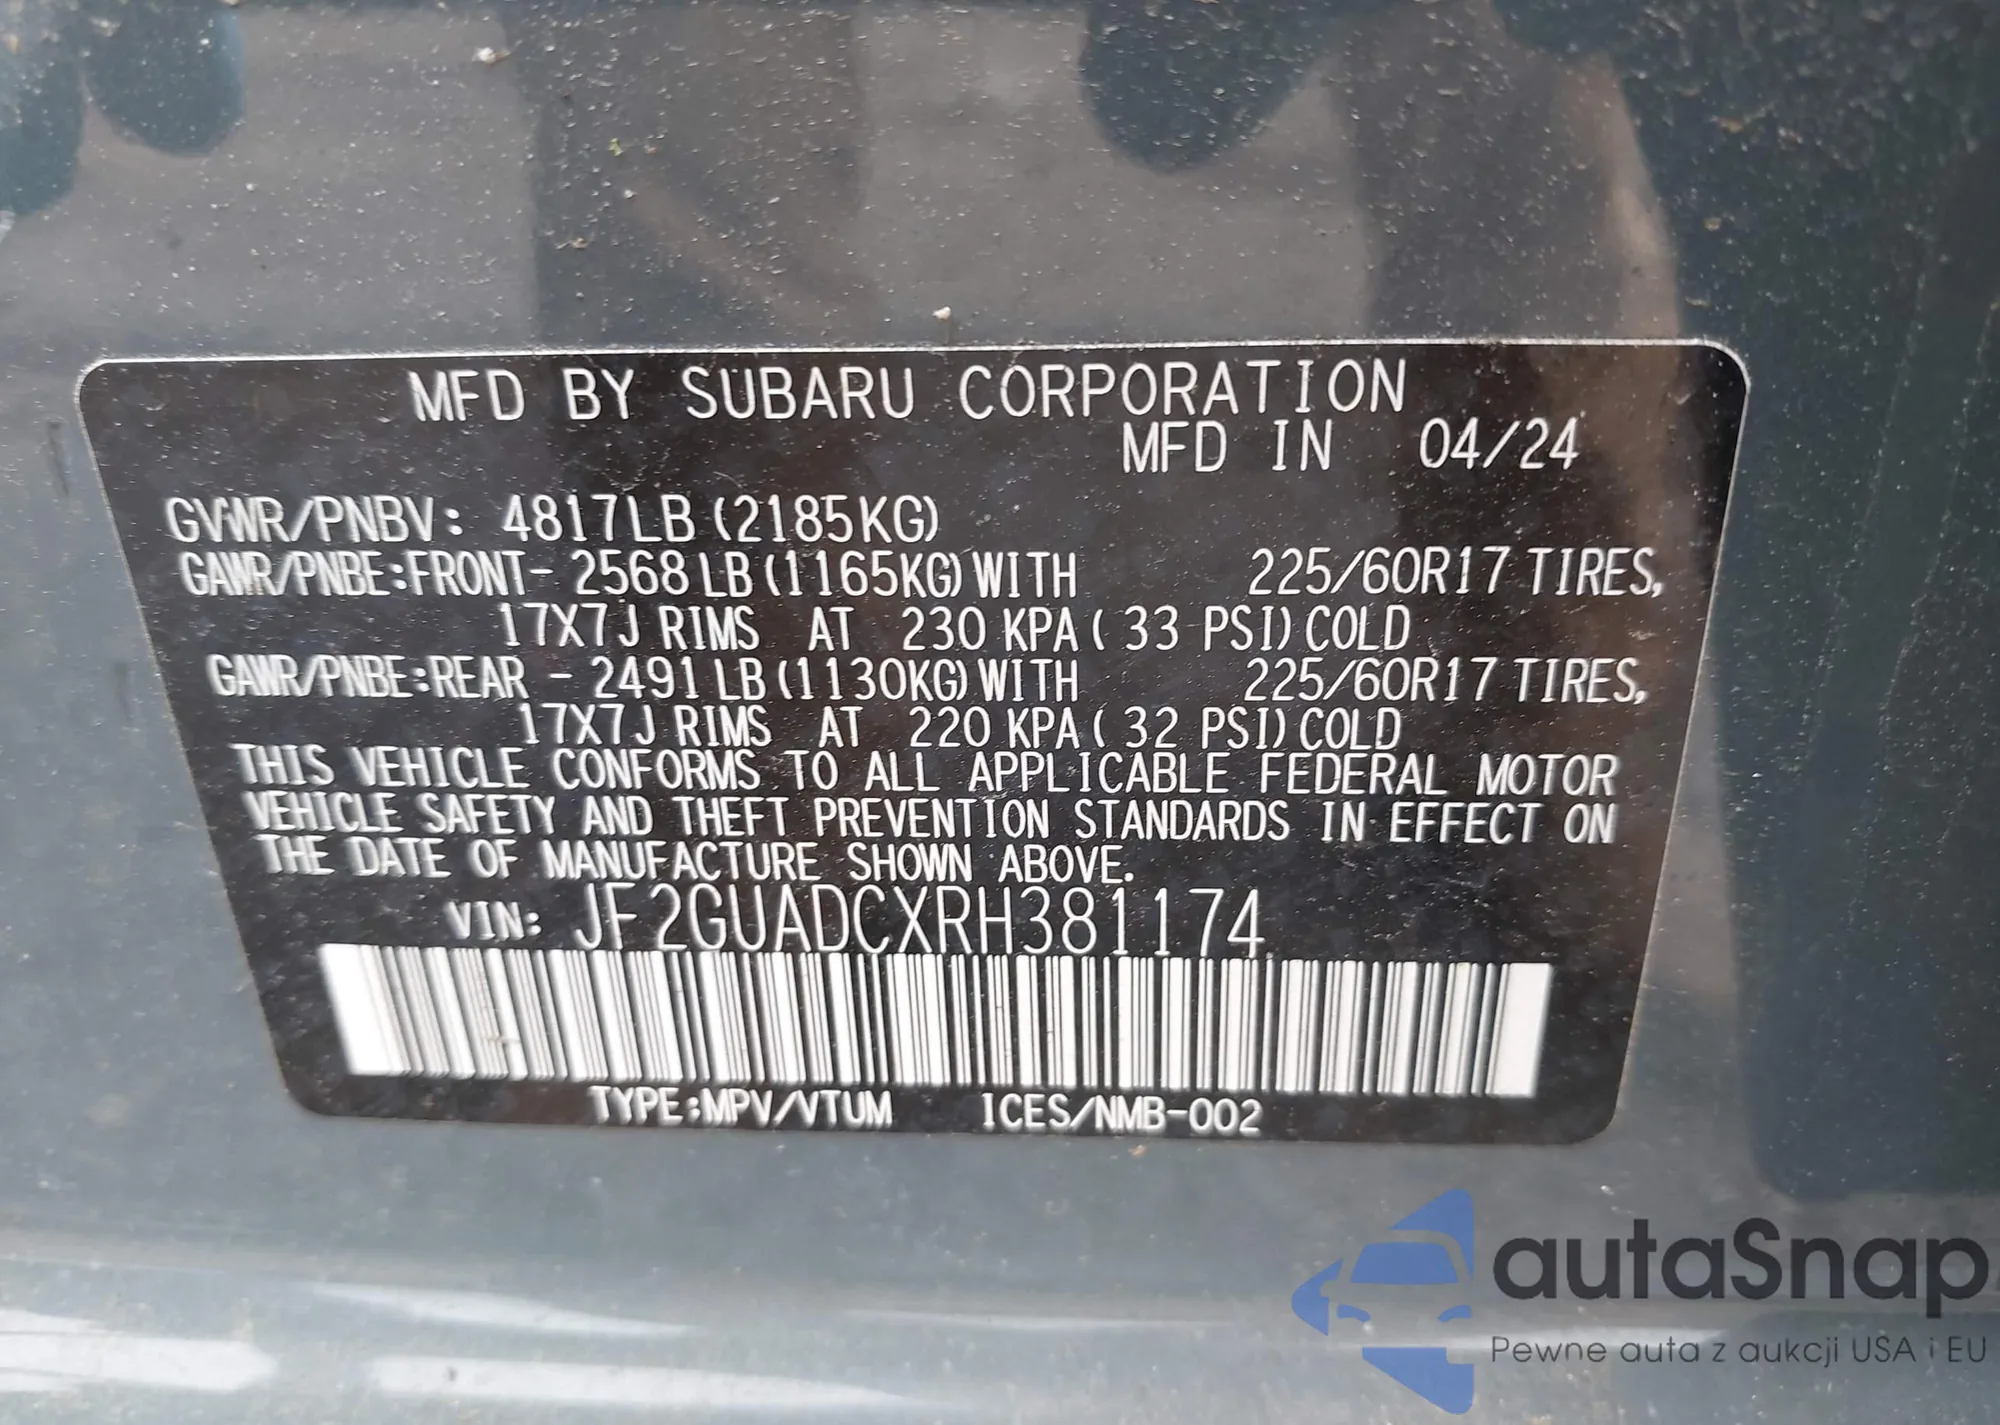 MFD BY SUBARU CORPORATION
MFD IN 04/24
GVWR/PNBV: 4817LB (2185KG)
GAWR/PNBE:FRONT- 2568LB (1165KG) WITH 225/60R17 TIRES,
17X7J RIMS AT 230 KPA ( 33 PSI) COLD
GAWR/PNBE:REAR - 2491LB (1130KG) WITH 225/60R17 TIRES,
17X7J RIMS AT 220 KPA ( 32 PSI) COLD
THIS VEHICLE CONFORMS TO ALL APPLICABLE FEDERAL MOTOR
VEHICLE SAFETY AND THEFT PREVENTION STANDARDS IN EFFECT ON
THE DATE OF MANUFACTURE SHOWN ABOVE.
VIN: JF2GUADCXRH381174
TYPE:MPV/VTUM ICES/NMB-002
autaSnap
Pewne auta z aukcji USA i EU